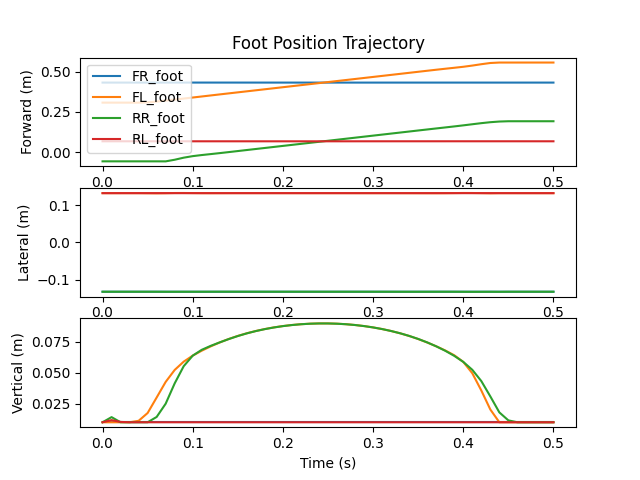 Foot Position Trajectory
Forward (m)
0.50
0.25
0.00
FR_foot
FL_foot
RR_foot
RL_foot
0.0 0.1 0.2 0.3 0.4 0.5
Lateral (m)
0.1
0.0
−0.1
0.0 0.1 0.2 0.3 0.4 0.5
Vertical (m)
0.075
0.050
0.025
0.0 0.1 0.2 0.3 0.4 0.5
Time (s)